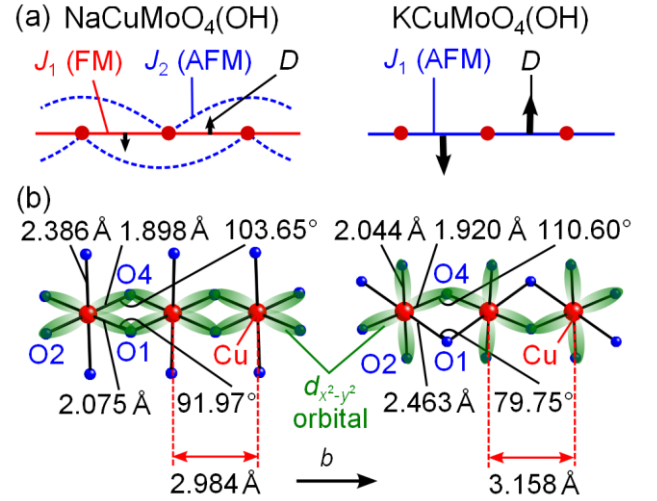 (a) NaCuMoO₄(OH) KCuMoO₄(OH)
J₁ (FM) J₂ (AFM) D J₁ (AFM) D
(b)
2.386 Å 1.898 Å 103.65° 2.044 Å 1.920 Å 110.60°
O4 O4
O2 O1 Cu O2 O1 Cu
2.075 Å 91.97° dx²-y² orbital 2.463 Å 79.75°
2.984 Å b 3.158 Å